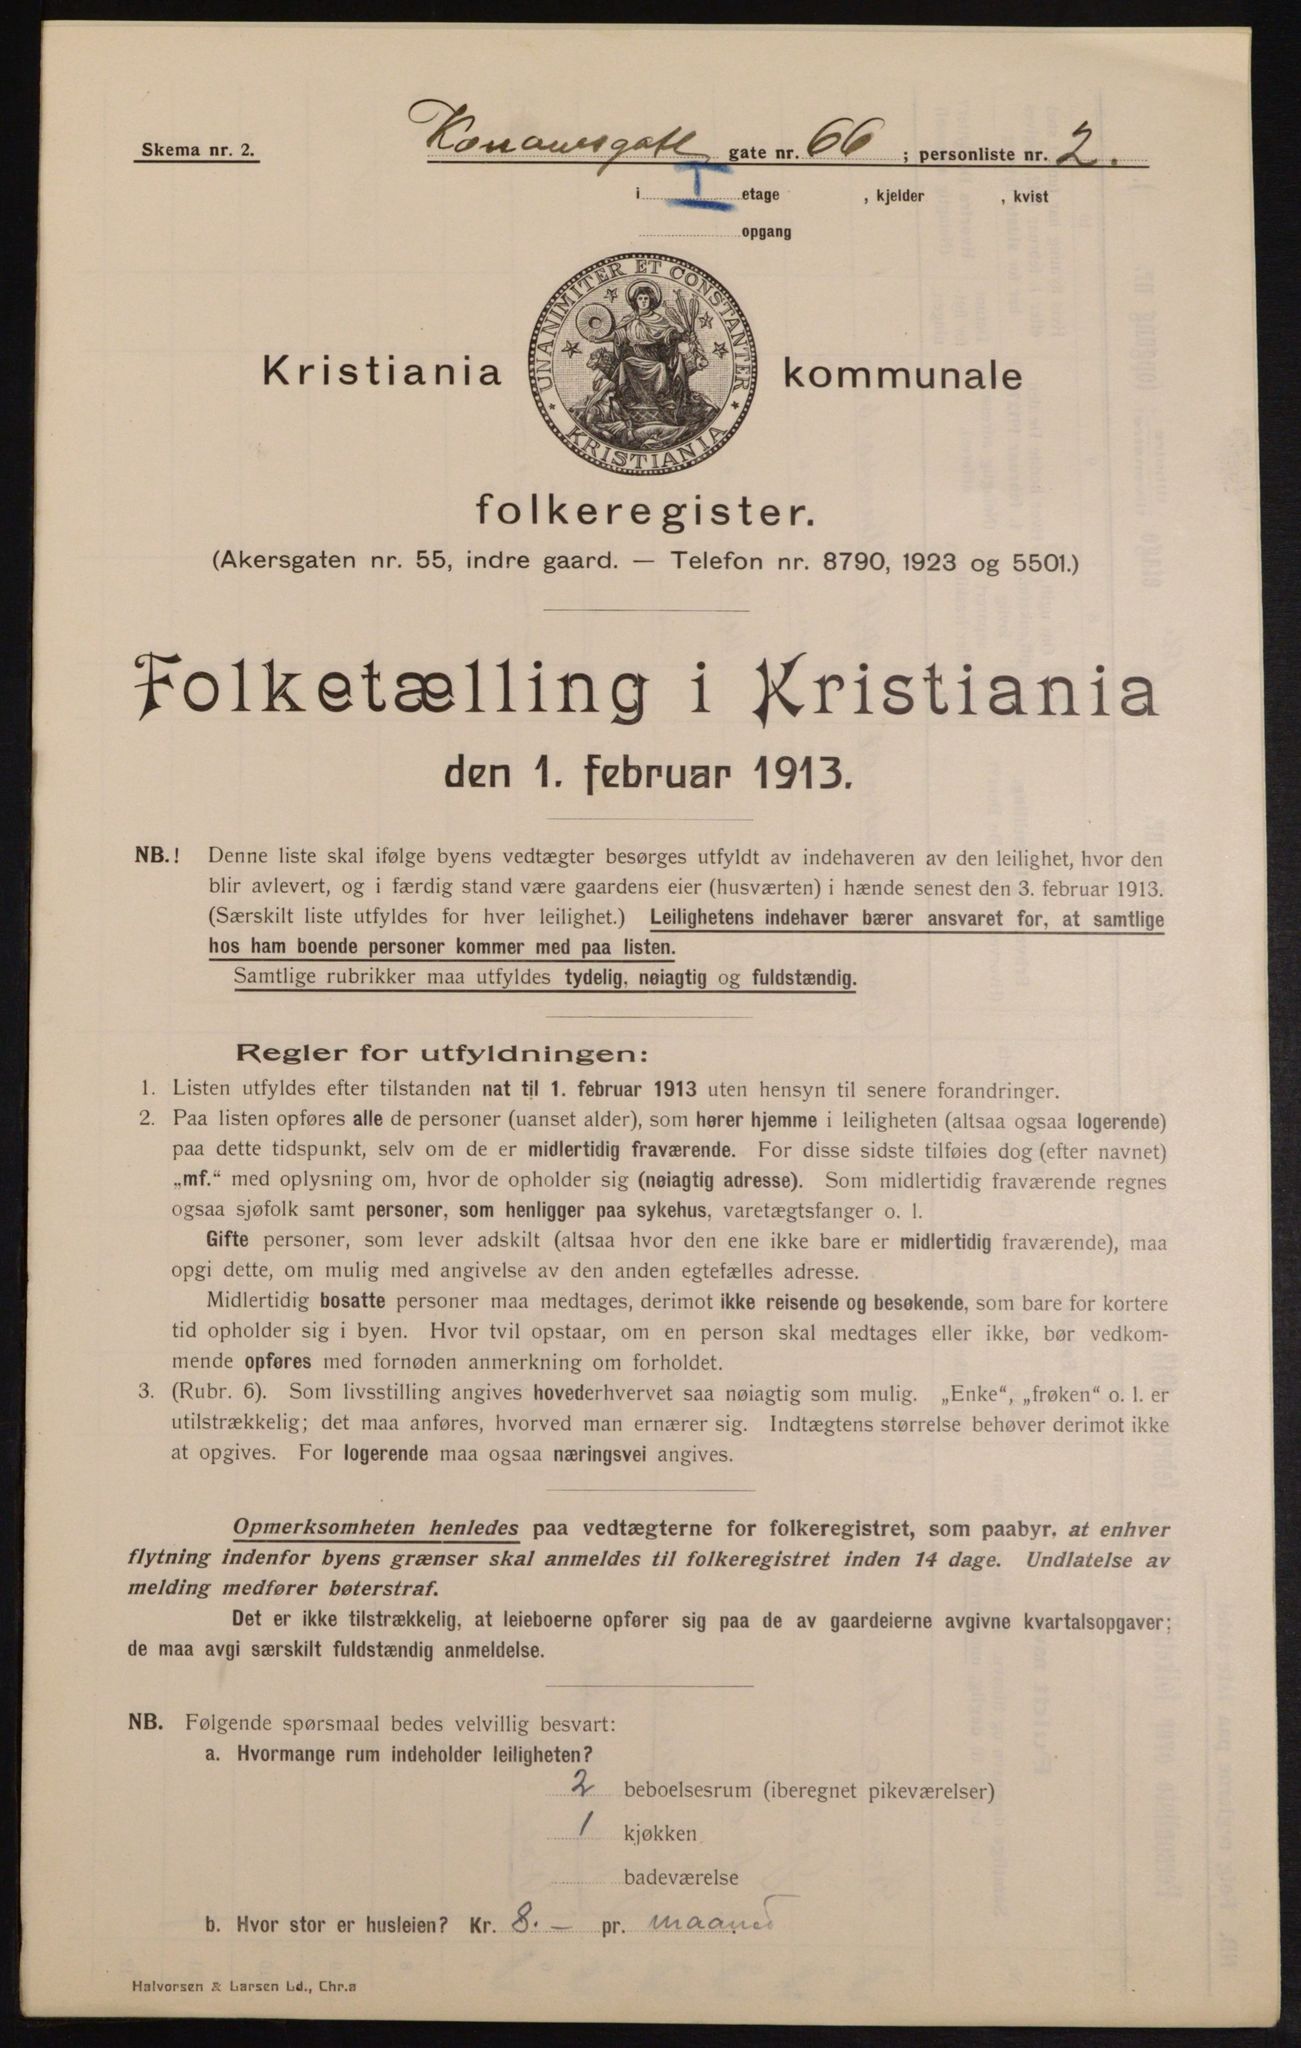 Skema nr. 2.
gate nr. 66 ; personliste nr. 2.
i I etage , kjelder , kvist
opgang
UNANIMITER ET CONSTANTER
KRISTIANIA
Kristiania kommunale
folkeregister.
(Akersgaten nr. 55, indre gaard. — Telefon nr. 8790, 1923 og 5501.)
Folketælling i Kristiania
den 1. februar 1913.
NB.! Denne liste skal ifølge byens vedtægter besørges utfyldt av indehaveren av den leilighet, hvor den
blir avlevert, og i færdig stand være gaardens eier (husværten) i hænde senest den 3. februar 1913.
(Særskilt liste utfyldes for hver leilighet.) Leilighetens indehaver bærer ansvaret for, at samtlige
hos ham boende personer kommer med paa listen.
Samtlige rubrikker maa utfyldes tydelig, nøiagtig og fuldstændig.
Regler for utfyldningen:
1. Listen utfyldes efter tilstanden nat til 1. februar 1913 uten hensyn til senere forandringer.
2. Paa listen opføres alle de personer (uanset alder), som hører hjemme i leiligheten (altsaa ogsaa logerende)
paa dette tidspunkt, selv om de er midlertidig fraværende. For disse sidste tilføies dog (efter navnet)
„mf.“ med oplysning om, hvor de opholder sig (nøiagtig adresse). Som midlertidig fraværende regnes
ogsaa sjøfolk samt personer, som henligger paa sykehus, varetægtsfanger o. l.
Gifte personer, som lever adskilt (altsaa hvor den ene ikke bare er midlertidig fraværende), maa
opgi dette, om mulig med angivelse av den anden egtefælles adresse.
Midlertidig bosatte personer maa medtages, derimot ikke reisende og besøkende, som bare for kortere
tid opholder sig i byen. Hvor tvil opstaar, om en person skal medtages eller ikke, bør vedkom-
mende opføres med fornøden anmerkning om forholdet.
3. (Rubr. 6). Som livsstilling angives hovederhvervet saa nøiagtig som mulig. „Enke“, „frøken“ o. l. er
utilstrækkelig; det maa anføres, hvorved man ernærer sig. Indtægtens størrelse behøver derimot ikke
at opgives. For logerende maa ogsaa næringsvei angives.
Opmerksomheten henledes paa vedtægterne for folkeregistret, som paabyr, at enhver
flytning indenfor byens grænser skal anmeldes til folkeregistret inden 14 dage. Undlatelse av
melding medfører bøterstraf.
Det er ikke tilstrækkelig, at leieboerne opfører sig paa de av gaardeierne avgivne kvartalsopgaver;
de maa avgi særskilt fuldstændig anmeldelse.
NB. Følgende spørsmaal bedes velvillig besvart:
a. Hvormange rum indeholder leiligheten?
2 beboelsesrum (iberegnet pikeværelser)
1 kjøkken
badeværelse
b. Hvor stor er husleien? Kr. 8.— pr. maaned
Halvorsen & Larsen Ld., Chr.a